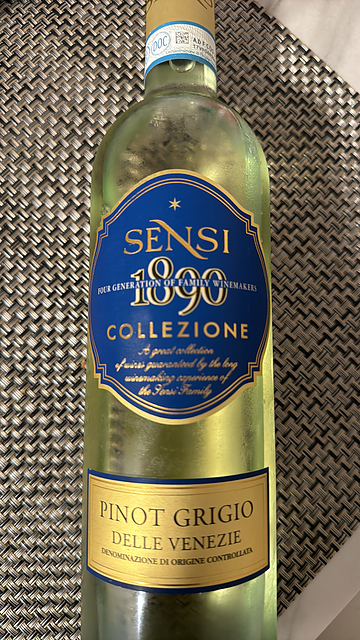 DOC
SENSI
1890
FOUR GENERATION OF FAMILY WINEMAKERS
COLLEZIONE
A great collection
of wines guaranteed by the long
winemaking experience of
the Sensi Family
PINOT GRIGIO
DELLE VENEZIE
DENOMINAZIONE DI ORIGINE CONTROLLATA